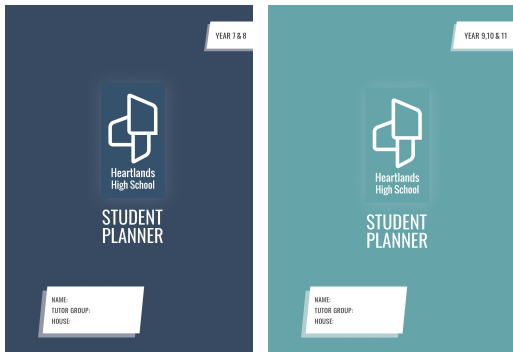 YEAR 7 & 8
Heartlands
High School
STUDENT
PLANNER
NAME:
TUTOR GROUP:
HOUSE:
YEAR 9,10 & 11
Heartlands
High School
STUDENT
PLANNER
NAME:
TUTOR GROUP:
HOUSE: